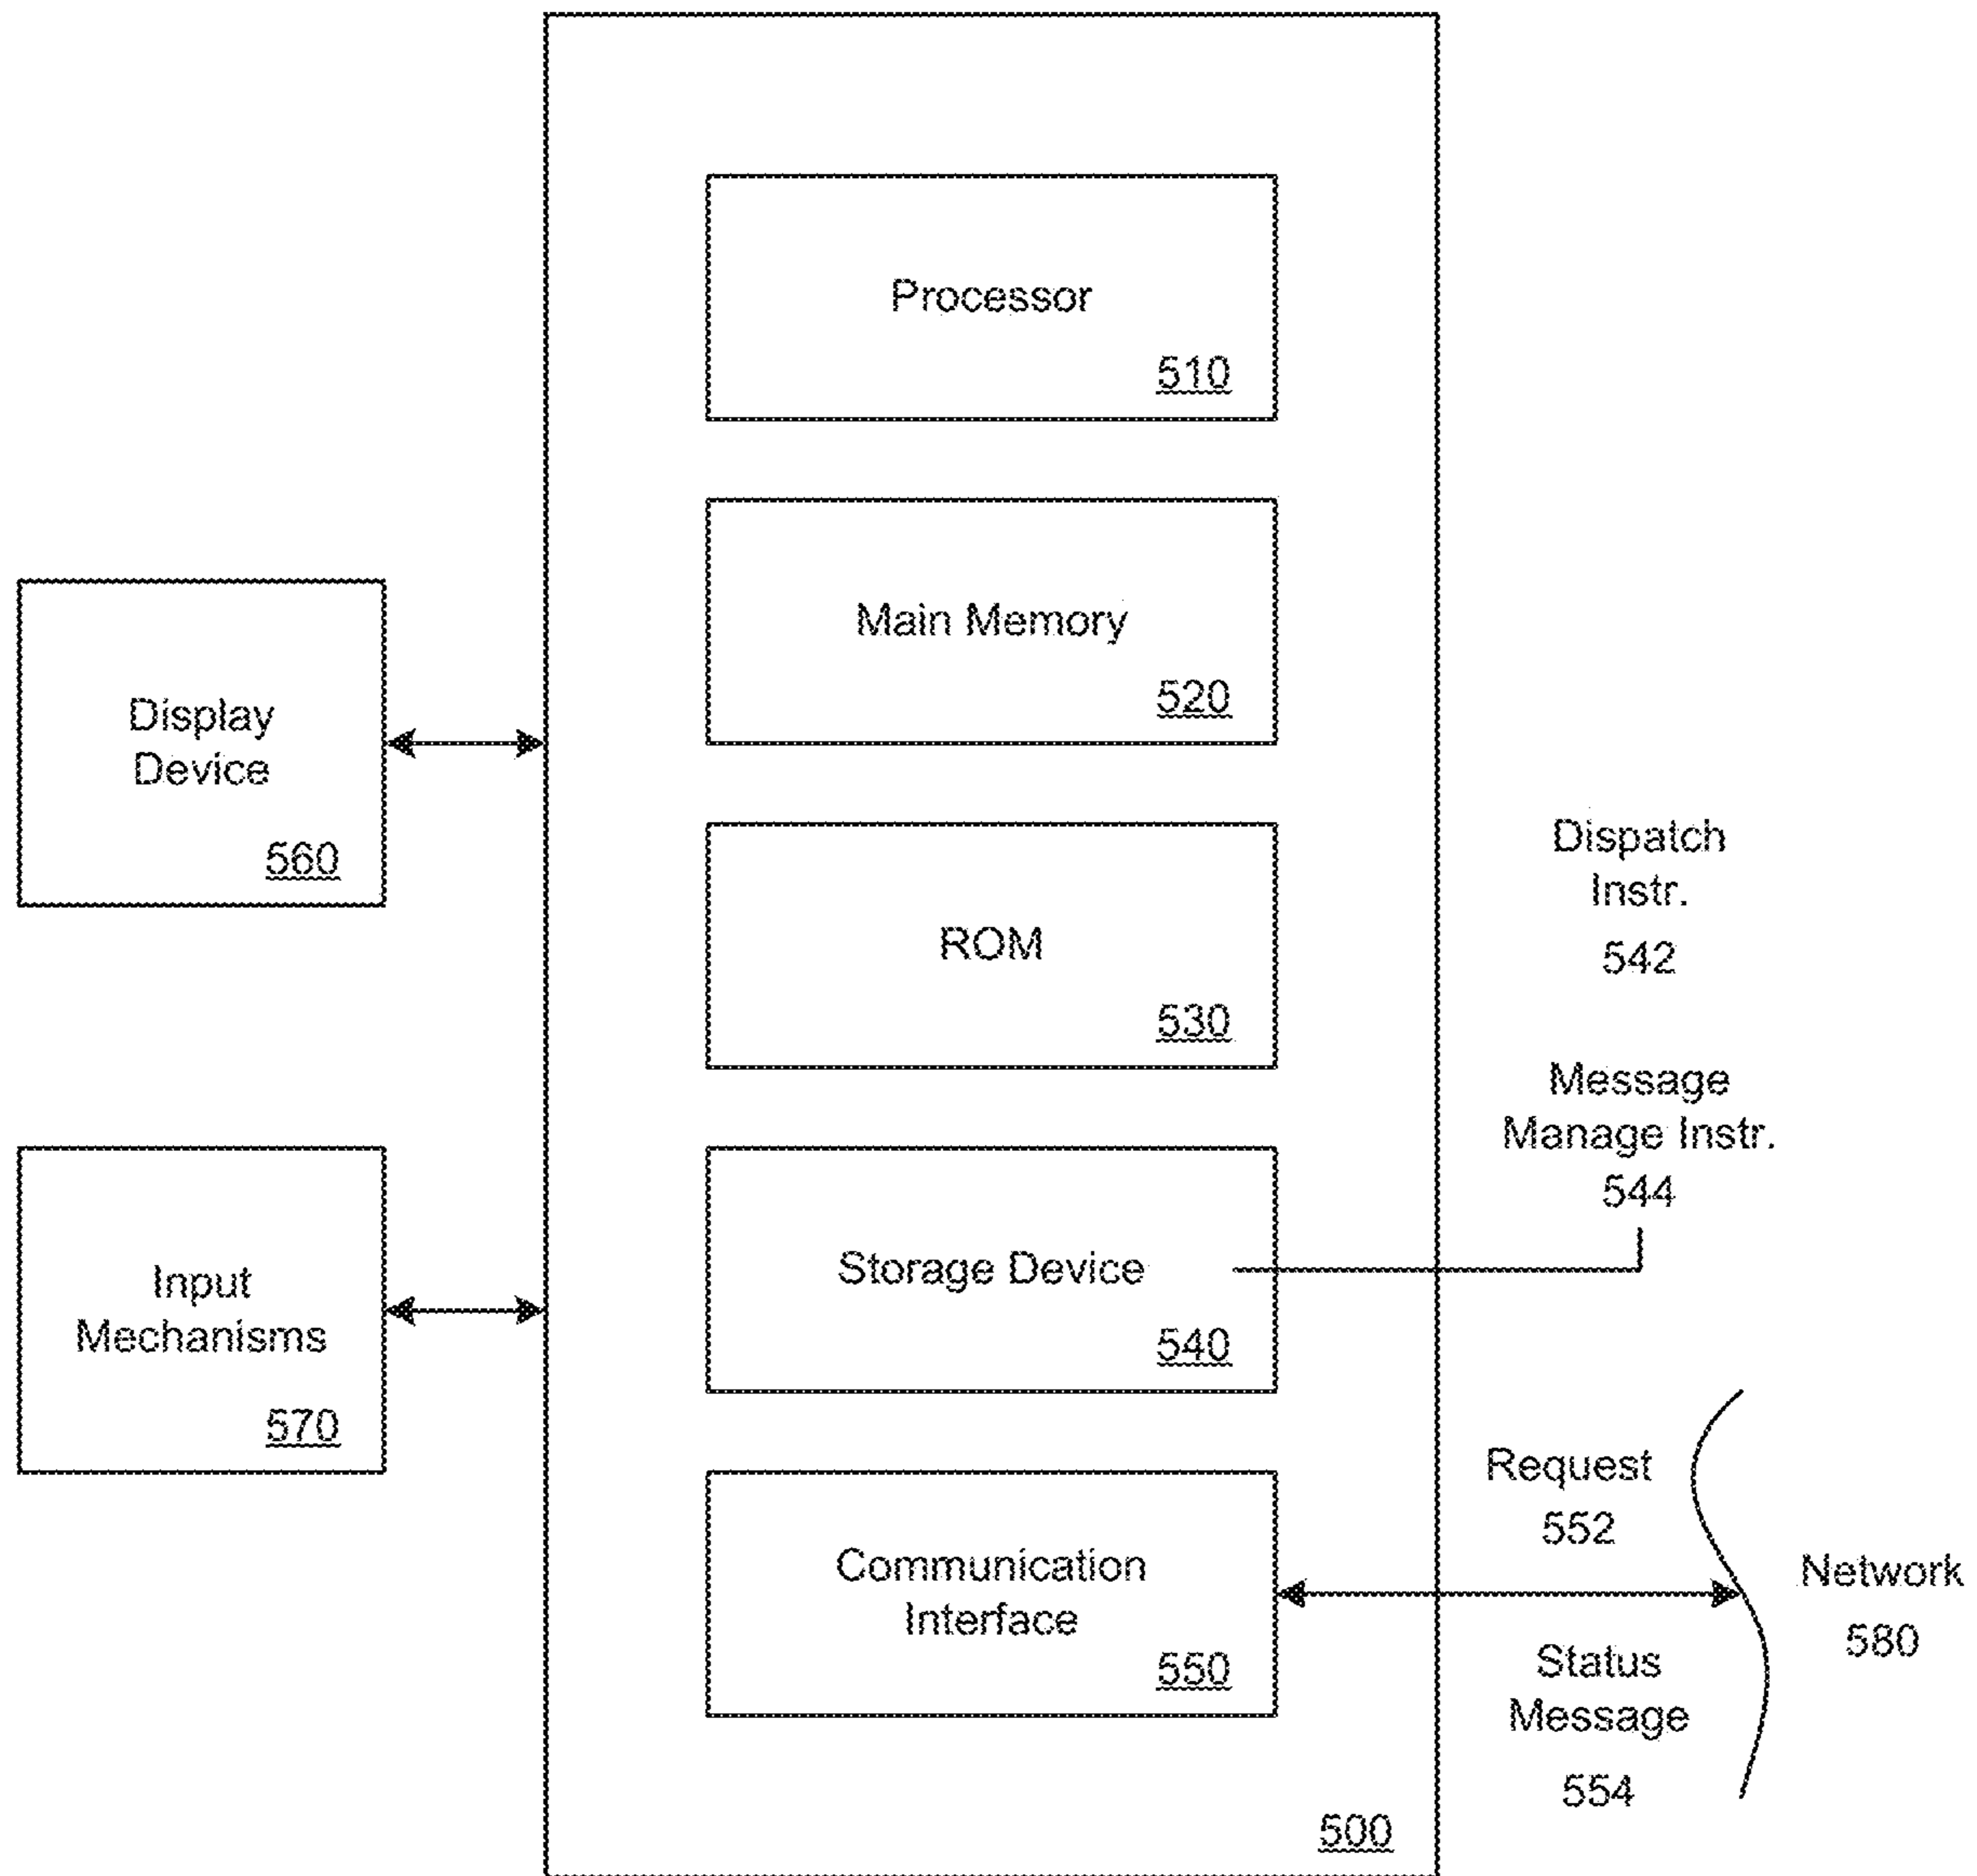 Processor
510
Main Memory
520
Display
Device
560
ROM
530
Dispatch
Instr.
542
Message
Manage Instr.
544
Input
Mechanisms
570
Storage Device
540
Communication
Interface
550
Request
552
Status
Message
554
Network
580
500